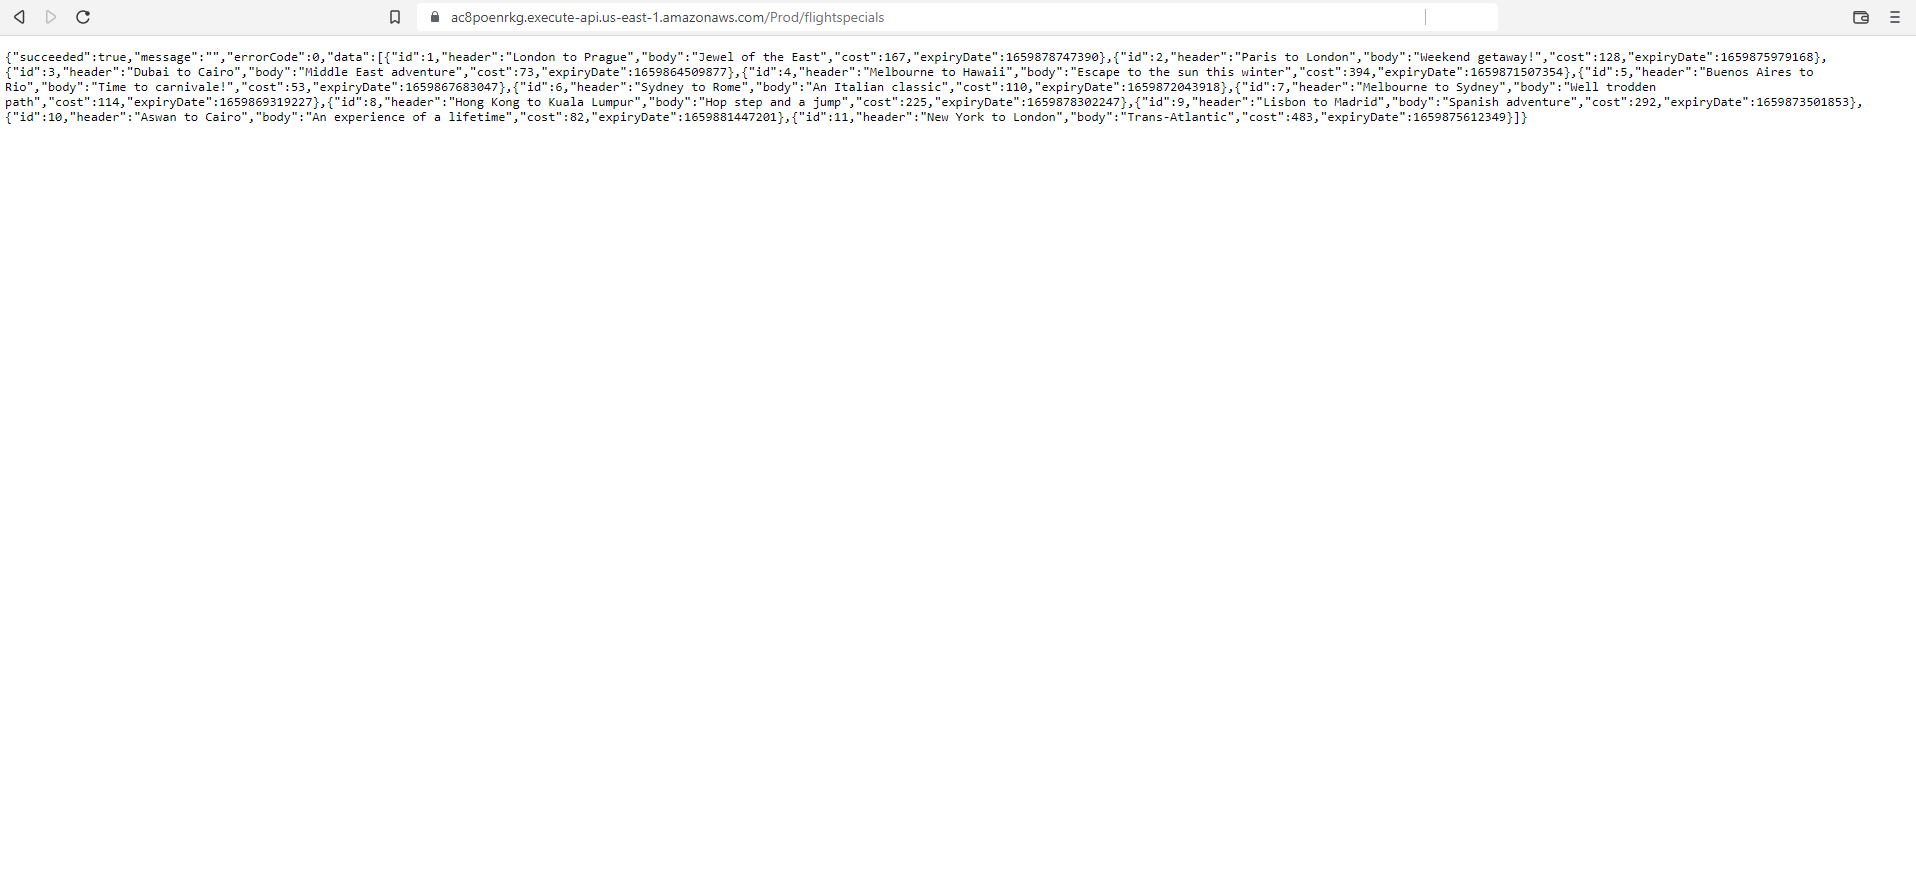 ac8poenrkg.execute-api.us-east-1.amazonaws.com/Prod/flightspecials
{"succeeded":true,"message":"","errorCode":0,"data":[{"id":1,"header":"London to Prague","body":"Jewel of the East","cost":167,"expiryDate":1659878747390},{"id":2,"header":"Paris to London","body":"Weekend getaway!","cost":128,"expiryDate":1659875979168},
{"id":3,"header":"Dubai to Cairo","body":"Middle East adventure","cost":73,"expiryDate":1659864509877},{"id":4,"header":"Melbourne to Hawaii","body":"Escape to the sun this winter","cost":394,"expiryDate":1659871507354},{"id":5,"header":"Buenos Aires to
Rio","body":"Time to carnivale!","cost":53,"expiryDate":1659867683047},{"id":6,"header":"Sydney to Rome","body":"An Italian classic","cost":110,"expiryDate":1659872043918},{"id":7,"header":"Melbourne to Sydney","body":"Well trodden
path","cost":114,"expiryDate":1659869319227},{"id":8,"header":"Hong Kong to Kuala Lumpur","body":"Hop step and a jump","cost":225,"expiryDate":1659878302247},{"id":9,"header":"Lisbon to Madrid","body":"Spanish adventure","cost":292,"expiryDate":1659873501853},
{"id":10,"header":"Aswan to Cairo","body":"An experience of a lifetime","cost":82,"expiryDate":1659881447201},{"id":11,"header":"New York to London","body":"Trans-Atlantic","cost":483,"expiryDate":1659875612349}]}